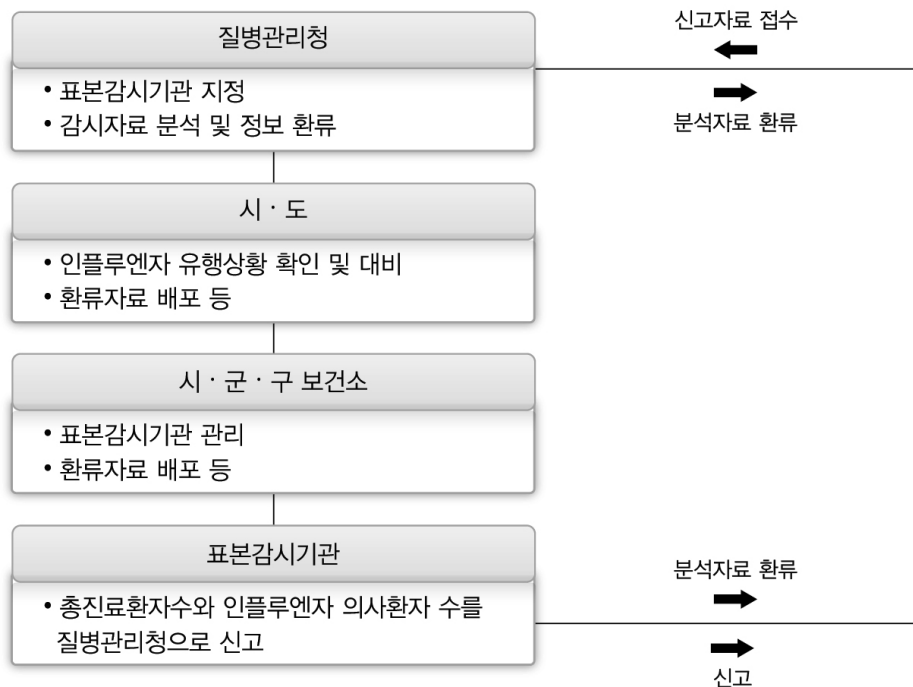 질병관리청
• 표본감시기관 지정
• 감시자료 분석 및 정보 환류
신고자료 접수
분석자료 환류
시 · 도
• 인플루엔자 유행상황 확인 및 대비
• 환류자료 배포 등
시 · 군 · 구 보건소
• 표본감시기관 관리
• 환류자료 배포 등
표본감시기관
• 총진료환자수와 인플루엔자 의사환자 수를
질병관리청으로 신고
분석자료 환류
신고